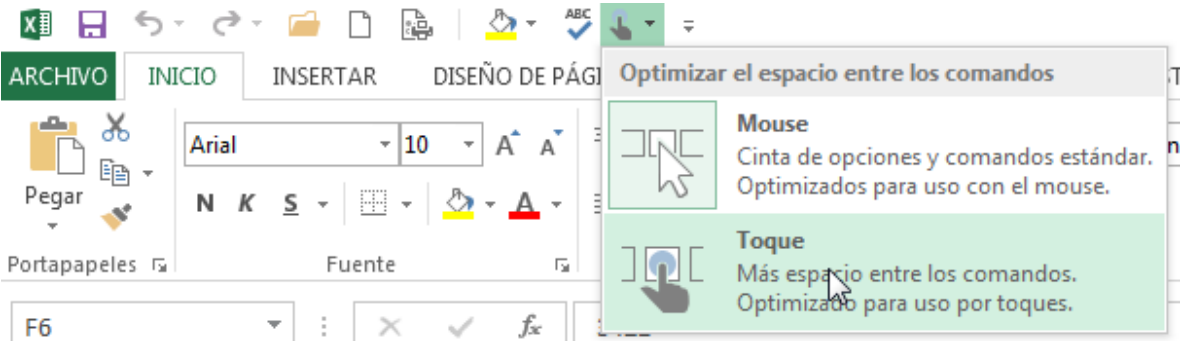 ABC
ARCHIVO INICIO INSERTAR DISEÑO DE PÁGI
Optimizar el espacio entre los comandos
Mouse
Cinta de opciones y comandos estándar.
Optimizados para uso con el mouse.
Arial 10 A A
Pegar
N K S A
Toque
Más espacio entre los comandos.
Optimizado para uso por toques.
Portapapeles Fuente
F6 fx